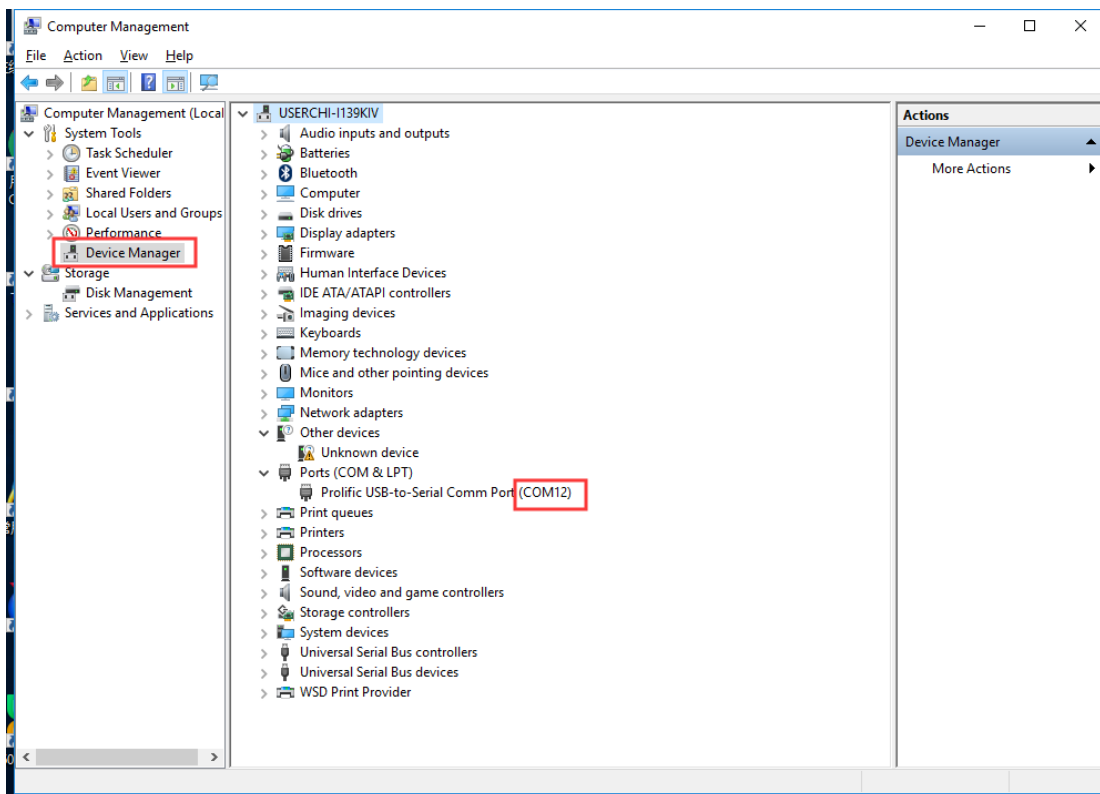 Computer Management
File Action View Help
Computer Management (Local
System Tools
Task Scheduler
Event Viewer
Shared Folders
Local Users and Groups
Performance
Device Manager
Storage
Disk Management
Services and Applications
USERCHI-I139KIV
Audio inputs and outputs
Batteries
Bluetooth
Computer
Disk drives
Display adapters
Firmware
Human Interface Devices
IDE ATA/ATAPI controllers
Imaging devices
Keyboards
Memory technology devices
Mice and other pointing devices
Monitors
Network adapters
Other devices
Unknown device
Ports (COM & LPT)
Prolific USB-to-Serial Comm Port (COM12)
Print queues
Printers
Processors
Software devices
Sound, video and game controllers
Storage controllers
System devices
Universal Serial Bus controllers
Universal Serial Bus devices
WSD Print Provider
Actions
Device Manager
More Actions